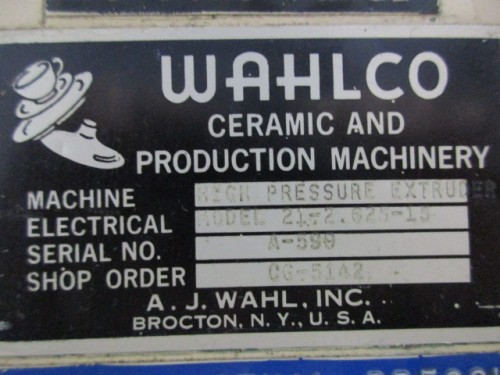 WAHLCO
CERAMIC AND
PRODUCTION MACHINERY
MACHINE HIGH PRESSURE EXTRUDER
ELECTRICAL MODEL 21-2.625-15
SERIAL NO. A-590
SHOP ORDER CG-5142
A. J. WAHL, INC.
BROCTON, N. Y., U. S. A.